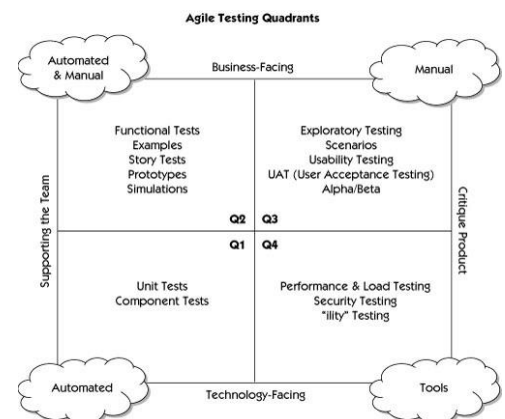 Agile Testing Quadrants
Automated
& Manual
Business-Facing
Manual
Functional Tests
Examples
Story Tests
Prototypes
Simulations
Exploratory Testing
Scenarios
Usability Testing
UAT (User Acceptance Testing)
Alpha/Beta
Supporting the Team
Critique Product
Q2
Q3
Q1
Q4
Unit Tests
Component Tests
Performance & Load Testing
Security Testing
"ility" Testing
Automated
Technology-Facing
Tools